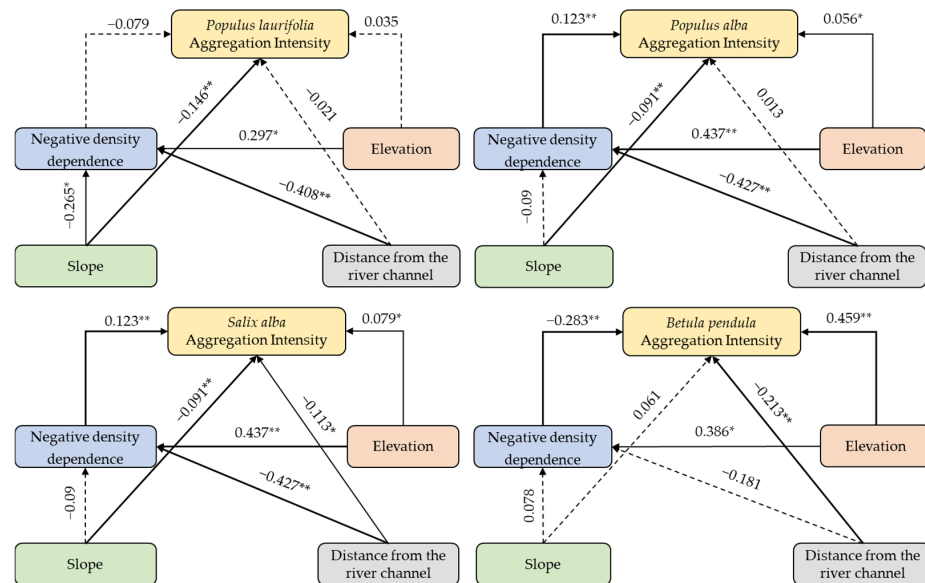 Populus laurifolia
Aggregation Intensity
−0.079
0.035
−0.146**
−0.021
Negative density
dependence
0.297*
Elevation
−0.265*
−0.408**
Slope
Distance from the
river channel
Populus alba
Aggregation Intensity
0.123**
0.056*
−0.091**
0.013
Negative density
dependence
0.437**
Elevation
−0.09
−0.427**
Slope
Distance from the
river channel
Salix alba
Aggregation Intensity
0.123**
0.079*
−0.091**
−0.113*
Negative density
dependence
0.437**
Elevation
−0.09
−0.427**
Slope
Distance from the
river channel
Betula pendula
Aggregation Intensity
−0.283**
0.459**
0.061
−0.213**
Negative density
dependence
0.386*
Elevation
0.078
−0.181
Slope
Distance from the
river channel